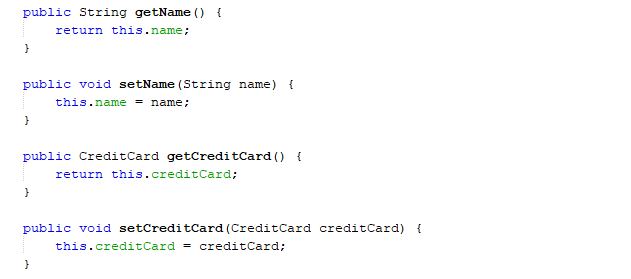 public String getName() {
    return this.name;
}

public void setName(String name) {
    this.name = name;
}

public CreditCard getCreditCard() {
    return this.creditCard;
}

public void setCreditCard(CreditCard creditCard) {
    this.creditCard = creditCard;
}